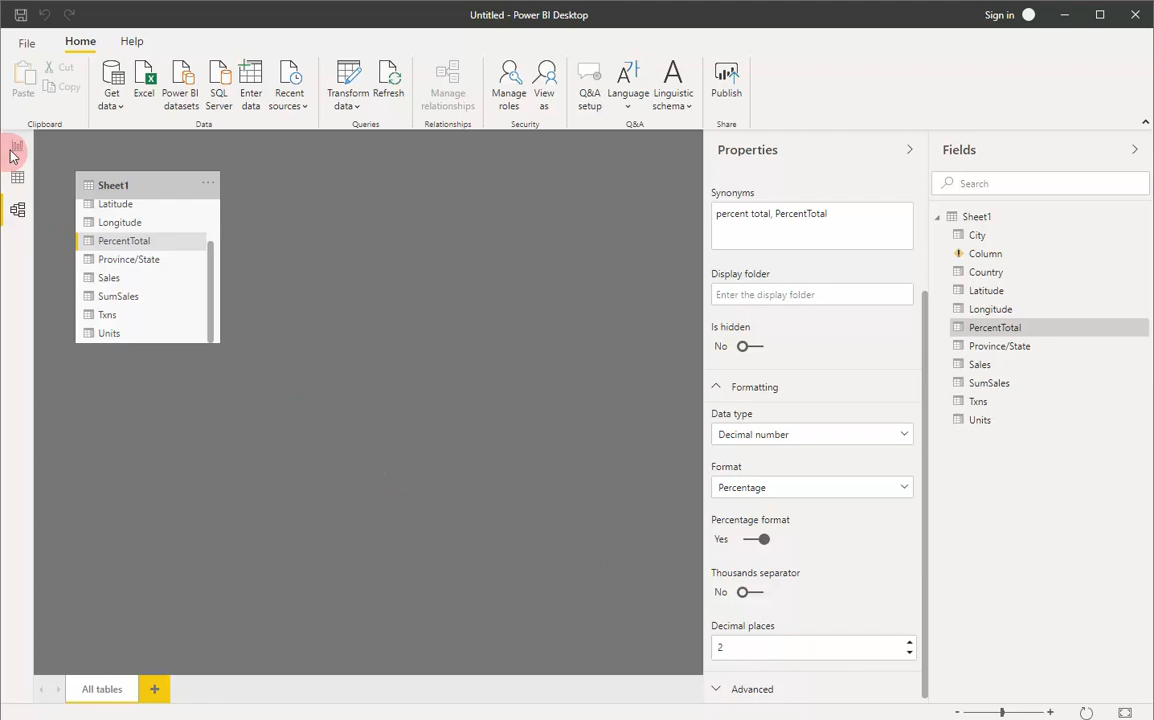 Untitled - Power BI Desktop
Sign in
File
Home
Help
Paste
Cut
Copy
Get data
Excel
Power BI datasets
SQL Server
Enter data
Recent sources
Transform data
Refresh
Manage relationships
Manage roles
View as
Q&A setup
Language
Linguistic schema
Publish
Clipboard
Data
Queries
Relationships
Security
Q&A
Share
Sheet1
Latitude
Longitude
PercentTotal
Province/State
Sales
SumSales
Txns
Units
Properties
Synonyms
percent total, PercentTotal
Display folder
Enter the display folder
Is hidden
No
Formatting
Data type
Decimal number
Format
Percentage
Percentage format
Yes
Thousands separator
No
Decimal places
2
Advanced
Fields
Search
Sheet1
City
Column
Country
Latitude
Longitude
PercentTotal
Province/State
Sales
SumSales
Txns
Units
All tables